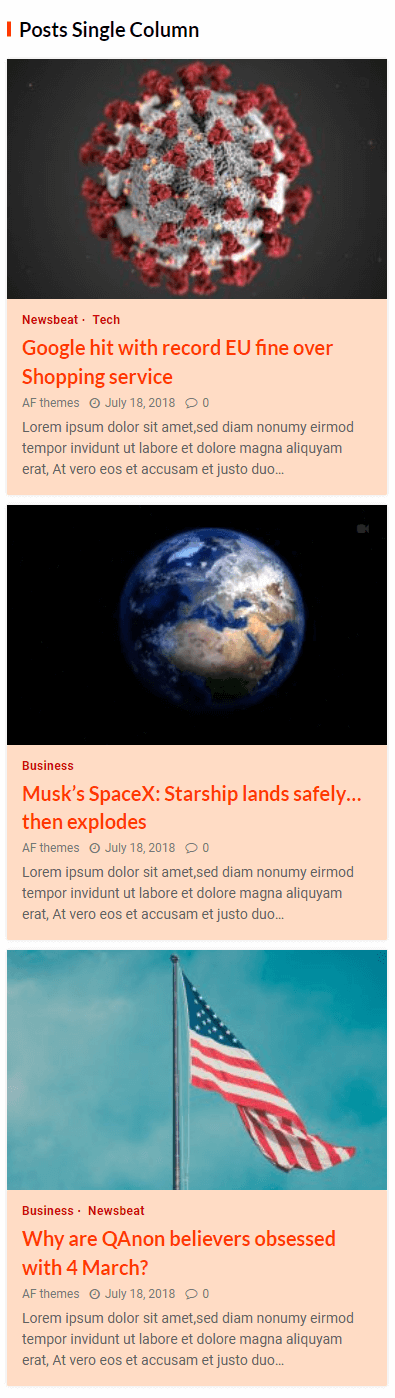 Posts Single Column
Newsbeat · Tech
Google hit with record EU fine over
Shopping service
AF themes July 18, 2018 0
Lorem ipsum dolor sit amet,sed diam nonumy eirmod
tempor invidunt ut labore et dolore magna aliquyam
erat, At vero eos et accusam et justo duo...
Business
Musk’s SpaceX: Starship lands safely…
then explodes
AF themes July 18, 2018 0
Lorem ipsum dolor sit amet,sed diam nonumy eirmod
tempor invidunt ut labore et dolore magna aliquyam
erat, At vero eos et accusam et justo duo...
Business · Newsbeat
Why are QAnon believers obsessed
with 4 March?
AF themes July 18, 2018 0
Lorem ipsum dolor sit amet,sed diam nonumy eirmod
tempor invidunt ut labore et dolore magna aliquyam
erat, At vero eos et accusam et justo duo...